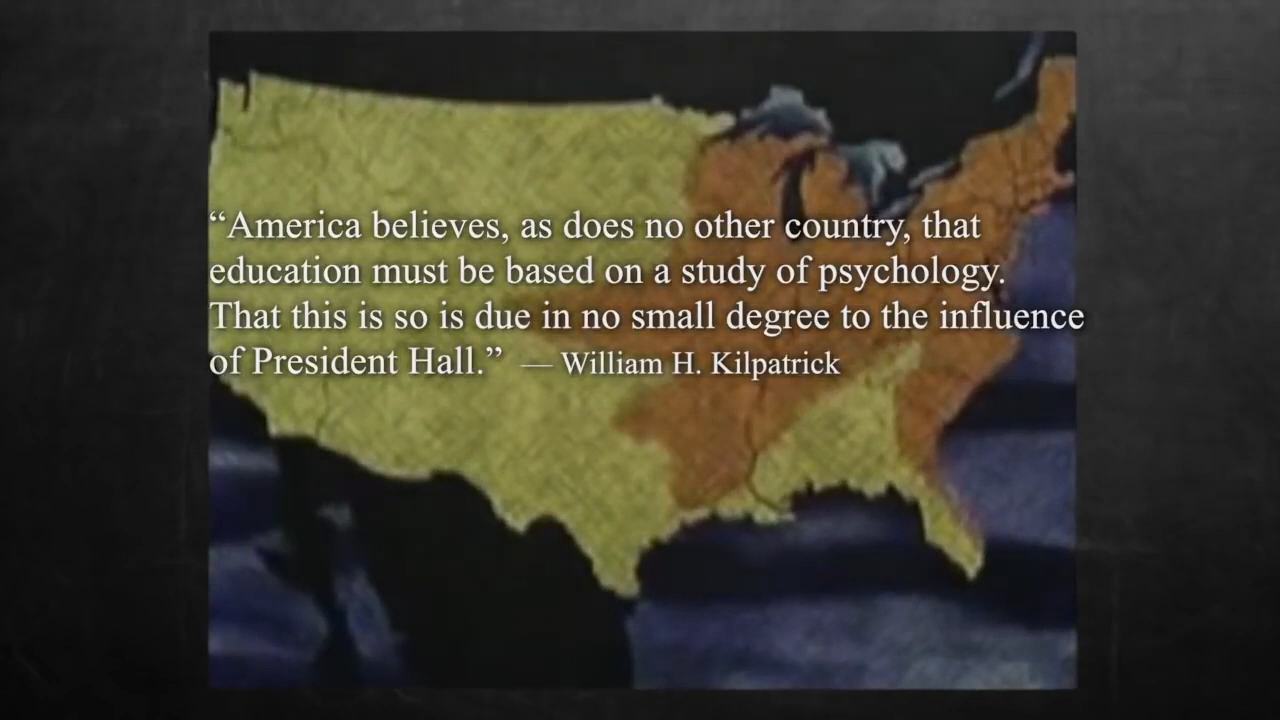 “America believes, as does no other country, that
education must be based on a study of psychology.
That this is so is due in no small degree to the influence
of President Hall.” — William H. Kilpatrick